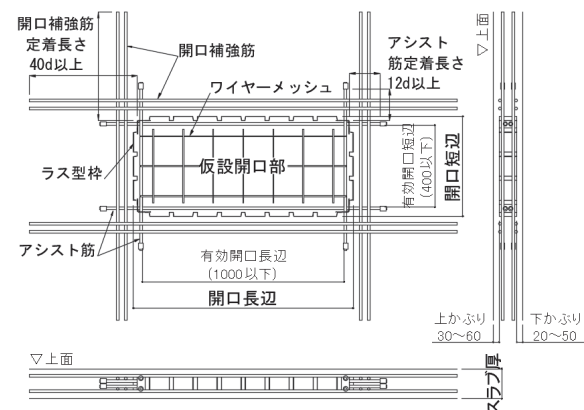 開口補強筋
定着長さ
40d以上
開口補強筋
アシスト
筋定着長さ
12d以上
▽上面
ワイヤーメッシュ
ラス型枠
仮設開口部
有効開口短辺
(400以下)
開口短辺
アシスト筋
有効開口長辺
(1000以下)
開口長辺
上かぶり
30～60
下かぶり
20～50
▽上面
スラブ厚